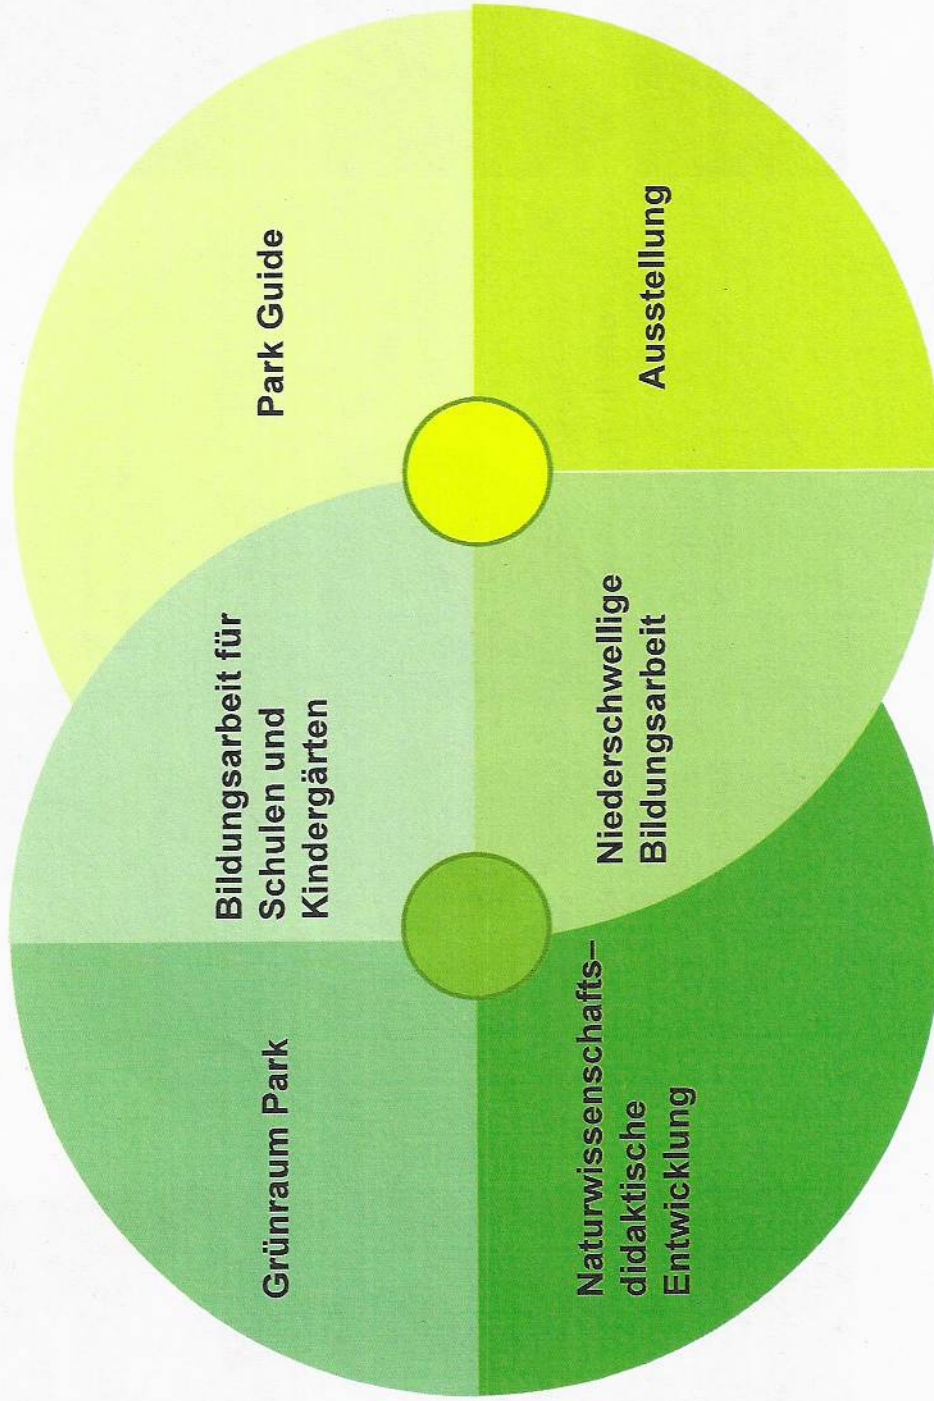 Grünraum Park
Bildungsarbeit für
Schulen und
Kindergärten
Park Guide
Naturwissenschafts–
didaktische
Entwicklung
Niederschwellige
Bildungsarbeit
Ausstellung